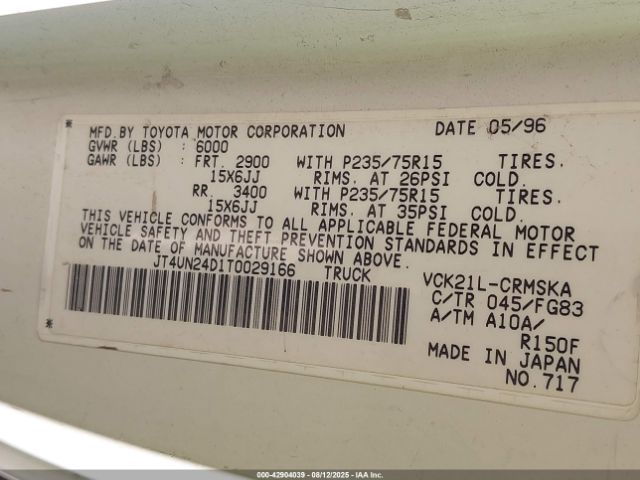 MFD.BY TOYOTA MOTOR CORPORATION DATE 05/96
GVWR (LBS) : 6000
GAWR (LBS) : FRT. 2900 WITH P235/75R15 TIRES.
15X6JJ RIMS. AT 26PSI COLD.
RR. 3400 WITH P235/75R15 TIRES.
15X6JJ RIMS. AT 35PSI COLD.
THIS VEHICLE CONFORMS TO ALL APPLICABLE FEDERAL MOTOR
VEHICLE SAFETY AND THEFT PREVENTION STANDARDS IN EFFECT
ON THE DATE OF MANUFACTURE SHOWN ABOVE.
JT4UN24D1T0029166 TRUCK
VCK21L-CRMSKA
C/TR 045/FG83
A/TM A10A/
R150F
MADE IN JAPAN
NO.717
000-42904039 - 08/12/2025 - IAA Inc.